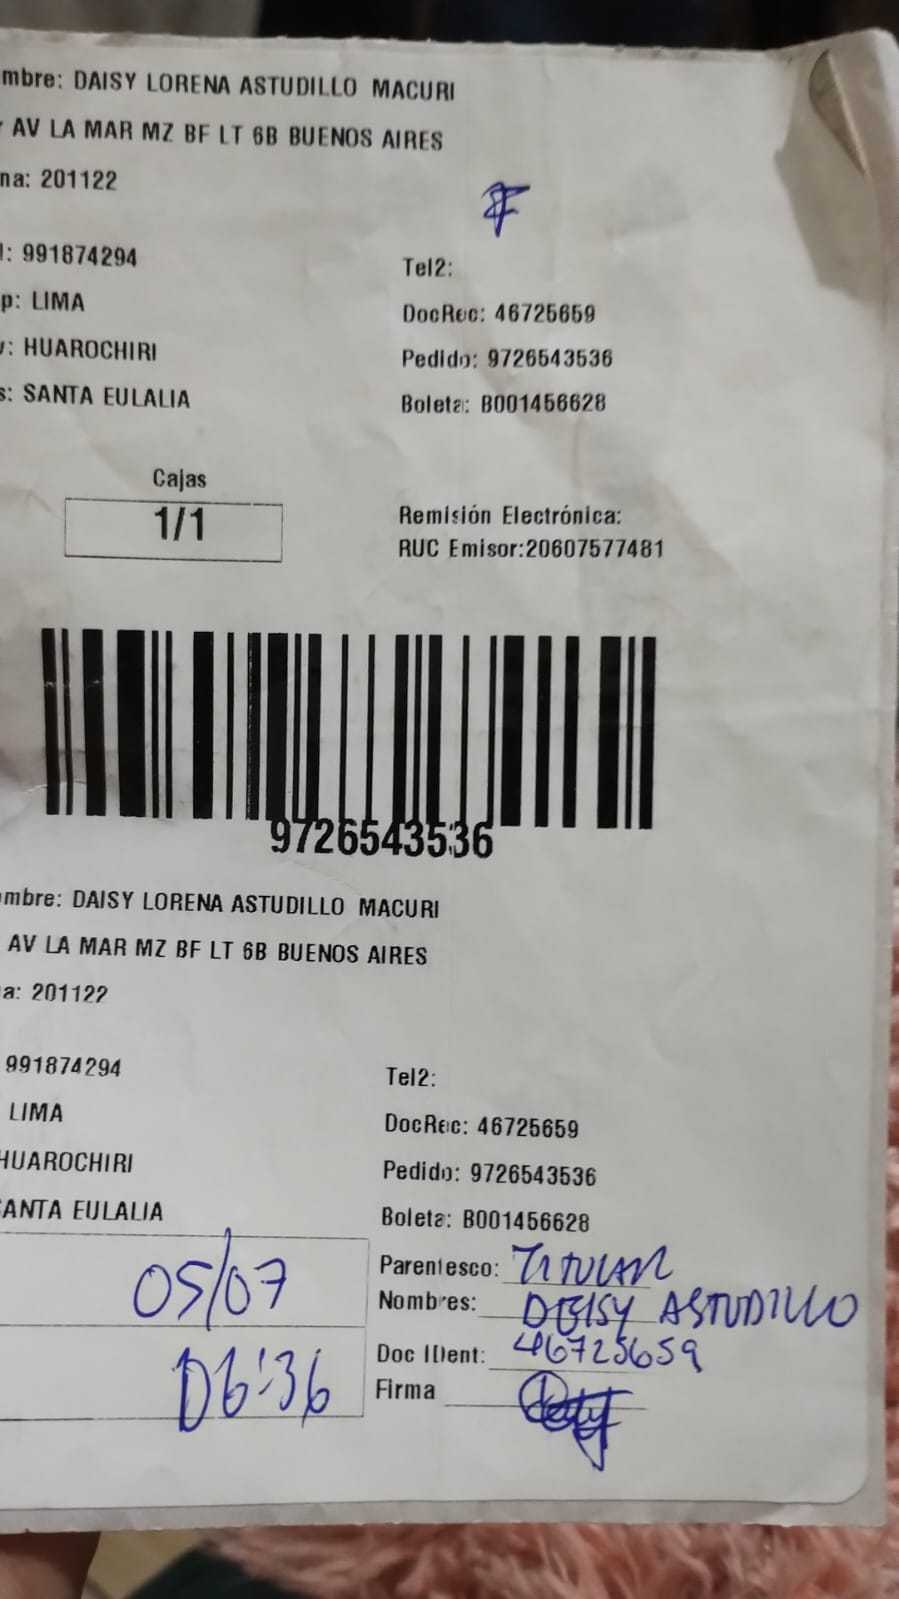 mbre: DAISY LORENA ASTUDILLO MACURI
AV LA MAR MZ BF LT 6B BUENOS AIRES
na: 201122
: 991874294
Tel2:
p: LIMA
DocRec: 46725659
: HUAROCHIRI
Pedido: 9726543536
s: SANTA EULALIA
Boleta: B001456628
Cajas
1/1
Remisión Electrónica:
RUC Emisor:20607577481
9726543536
mbre: DAISY LORENA ASTUDILLO MACURI
AV LA MAR MZ BF LT 6B BUENOS AIRES
a: 201122
991874294
Tel2:
LIMA
DocRec: 46725659
HUAROCHIRI
Pedido: 9726543536
ANTA EULALIA
Boleta: B001456628
05/07
Parentesco: TITULAR
Nombres: DEISY ASTUDILLO
06:36
Doc IDent: 46725659
Firma